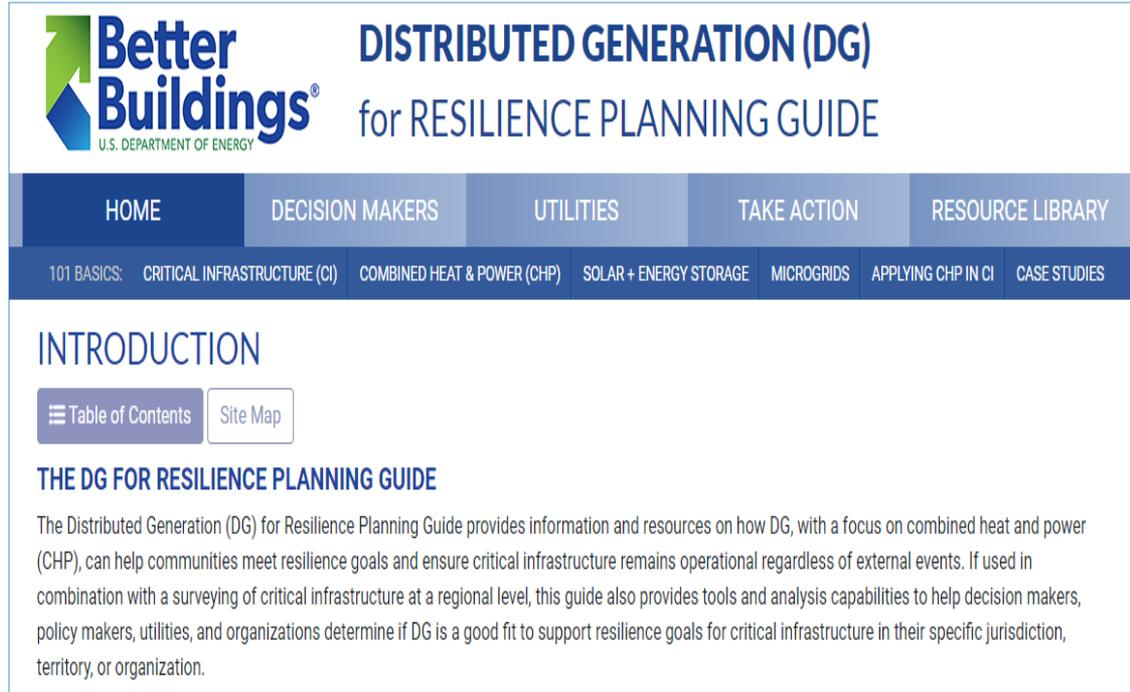 Better
Buildings®
U.S. DEPARTMENT OF ENERGY
DISTRIBUTED GENERATION (DG)
for RESILIENCE PLANNING GUIDE
HOME DECISION MAKERS UTILITIES TAKE ACTION RESOURCE LIBRARY
101 BASICS: CRITICAL INFRASTRUCTURE (CI) COMBINED HEAT & POWER (CHP) SOLAR + ENERGY STORAGE MICROGRIDS APPLYING CHP IN CI CASE STUDIES
INTRODUCTION
Table of Contents Site Map
THE DG FOR RESILIENCE PLANNING GUIDE
The Distributed Generation (DG) for Resilience Planning Guide provides information and resources on how DG, with a focus on combined heat and power
(CHP), can help communities meet resilience goals and ensure critical infrastructure remains operational regardless of external events. If used in
combination with a surveying of critical infrastructure at a regional level, this guide also provides tools and analysis capabilities to help decision makers,
policy makers, utilities, and organizations determine if DG is a good fit to support resilience goals for critical infrastructure in their specific jurisdiction,
territory, or organization.